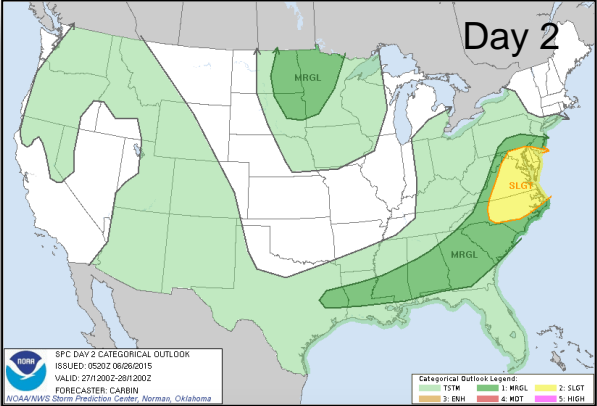 Day 2
MRGL
SLGT
MRGL
SPC DAY 2 CATEGORICAL OUTLOOK
ISSUED: 0520Z 06/26/2015
VALID: 27/1200Z-28/1200Z
FORECASTER: CARBIN
NOAA/NWS Storm Prediction Center, Norman, Oklahoma
NOAA
Categorical Outlook Legend:
TSTM 1: MRGL 2: SLGT
3: ENH 4: MDT 5: HIGH